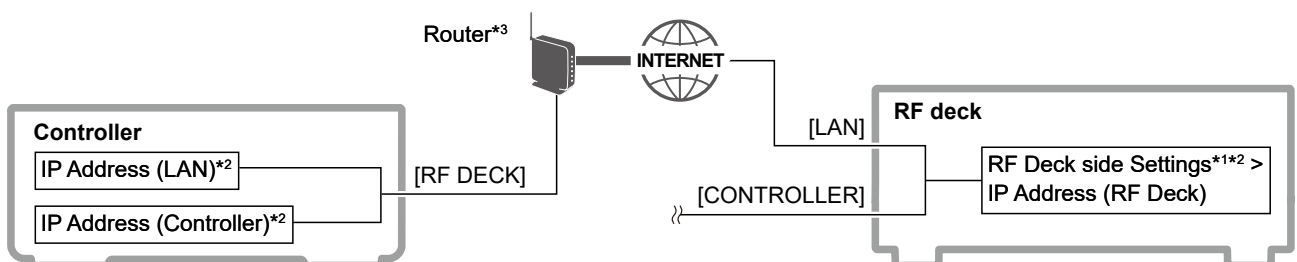 Router*3
INTERNET
Controller
IP Address (LAN)*2
IP Address (Controller)*2
[RF DECK]
[LAN]
[CONTROLLER]
RF deck
RF Deck side Settings*1*2 >
IP Address (RF Deck)